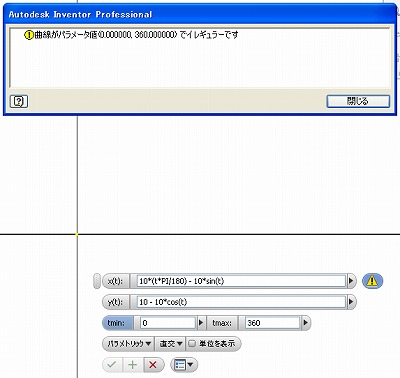 Autodesk Inventor Professional
曲線がパラメータ値(0.000000, 360.000000) でイレギュラーです
閉じる
x(t): 10*(t*PI/180) - 10*sin(t)
y(t): 10 - 10*cos(t)
tmin: 0 tmax: 360
パラメトリック 直交 単位を表示